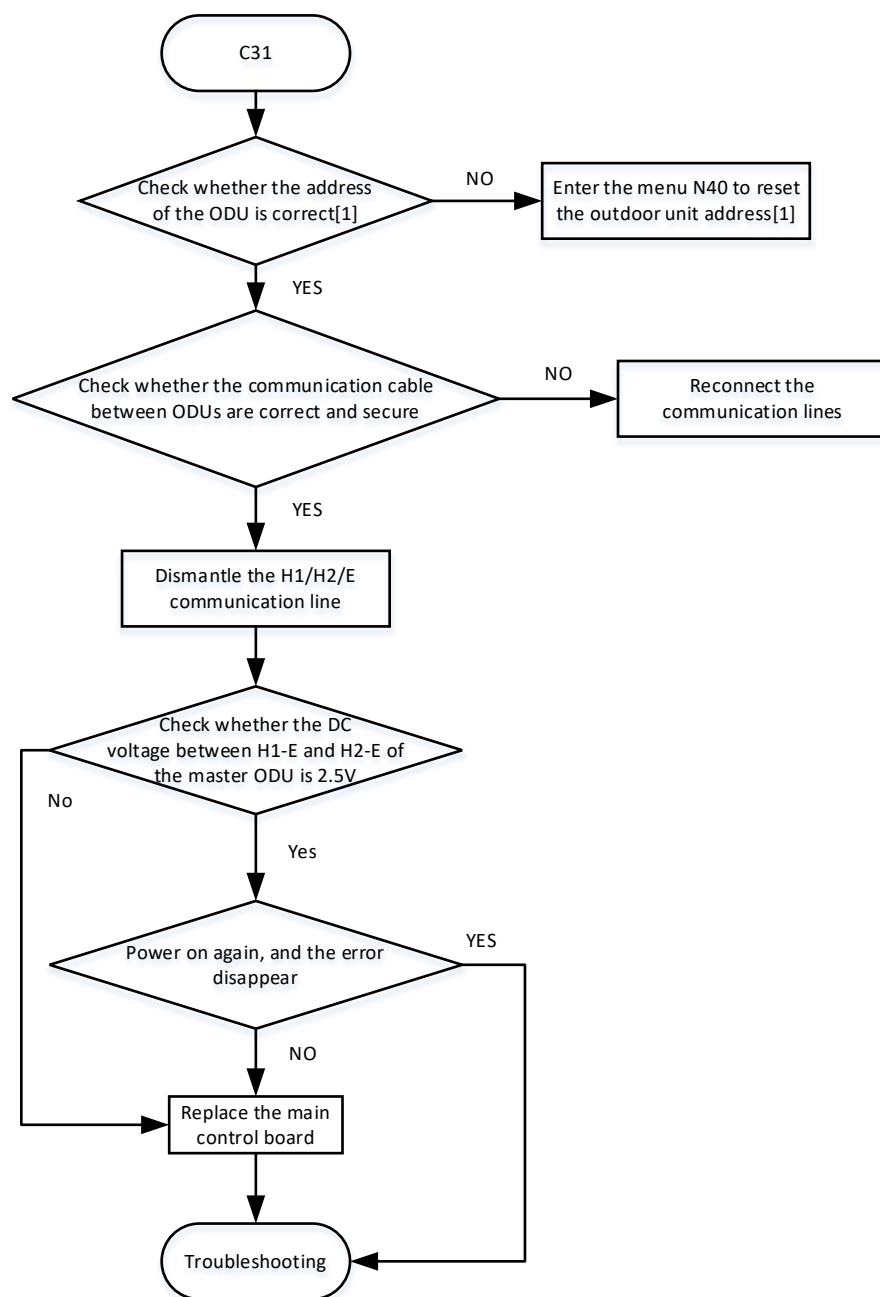 C31
Check whether the address
of the ODU is correct[1]
NO
Enter the menu N40 to reset
the outdoor unit address[1]
YES
Check whether the communication cable
between ODUs are correct and secure
NO
Reconnect the
communication lines
YES
Dismantle the H1/H2/E
communication line
Check whether the DC
voltage between H1-E and H2-E of
the master ODU is 2.5V
No
Yes
Power on again, and the error
disappear
YES
NO
Replace the main
control board
Troubleshooting